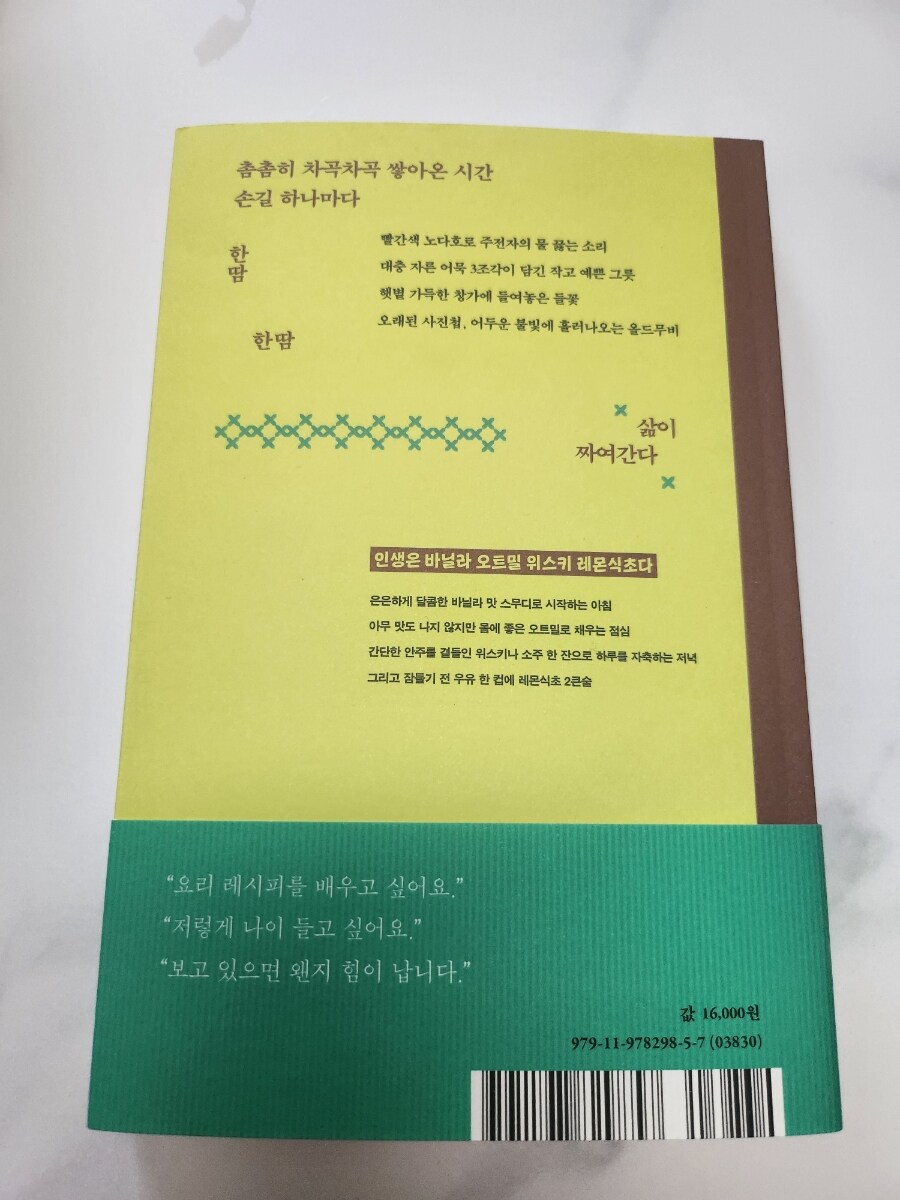 촘촘히 차곡차곡 쌓아온 시간
손길 하나마다
한
땀
한땀
빨간색 노다호로 주전자의 물 끓는 소리
대충 자른 어묵 3조각이 담긴 작고 예쁜 그릇
햇볕 가득한 창가에 들여놓은 들꽃
오래된 사진첩, 어두운 불빛에 흘러나오는 올드무비
삶이
짜여간다
인생은 바닐라 오트밀 위스키 레몬식초다
은은하게 달콤한 바닐라 맛 스무디로 시작하는 아침
아무 맛도 나지 않지만 몸에 좋은 오트밀로 채우는 점심
간단한 안주를 곁들인 위스키나 소주 한 잔으로 하루를 자축하는 저녁
그리고 잠들기 전 우유 한 컵에 레몬식초 2큰술
“요리 레시피를 배우고 싶어요.”
“저렇게 나이 들고 싶어요.”
“보고 있으면 왠지 힘이 납니다.”
값 16,000원
979-11-978298-5-7 (03830)